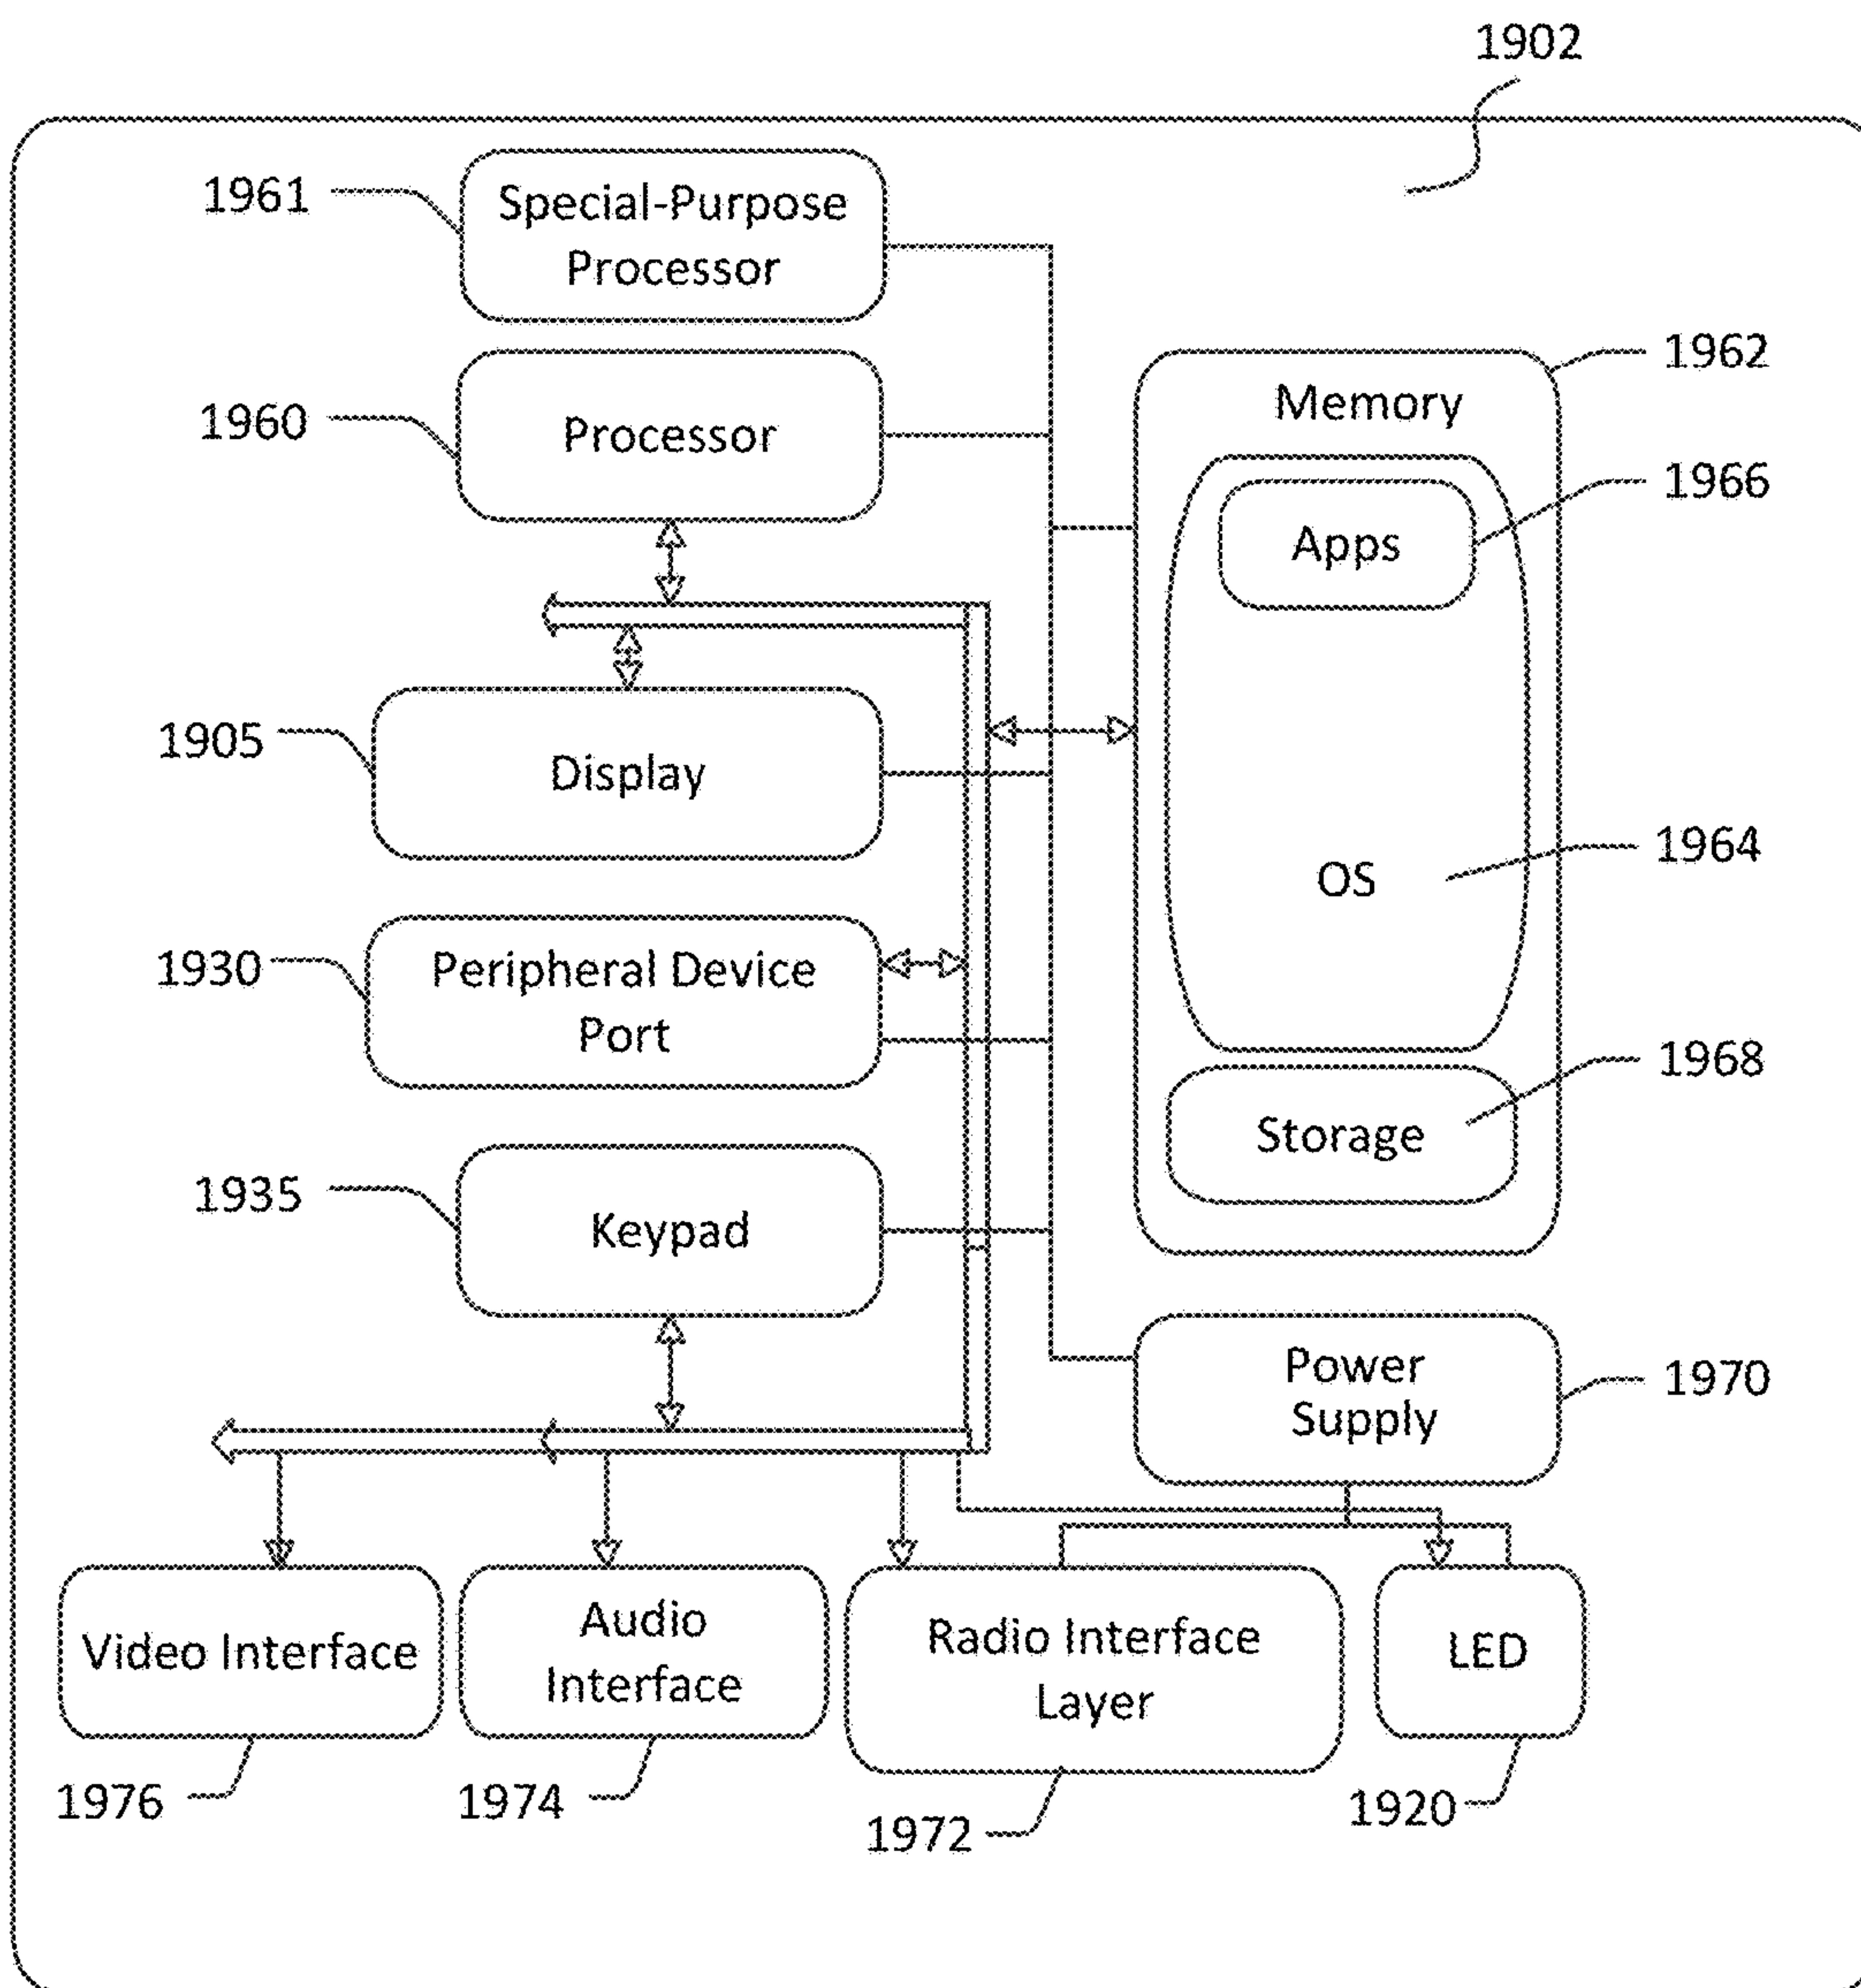 1902
1961
Special-Purpose
Processor
1962
Memory
1960
Processor
1966
Apps
1905
Display
1964
OS
1930
Peripheral Device
Port
1968
Storage
1935
Keypad
Power
Supply
1970
Video Interface
Audio
Interface
Radio Interface
Layer
LED
1976
1974
1972
1920